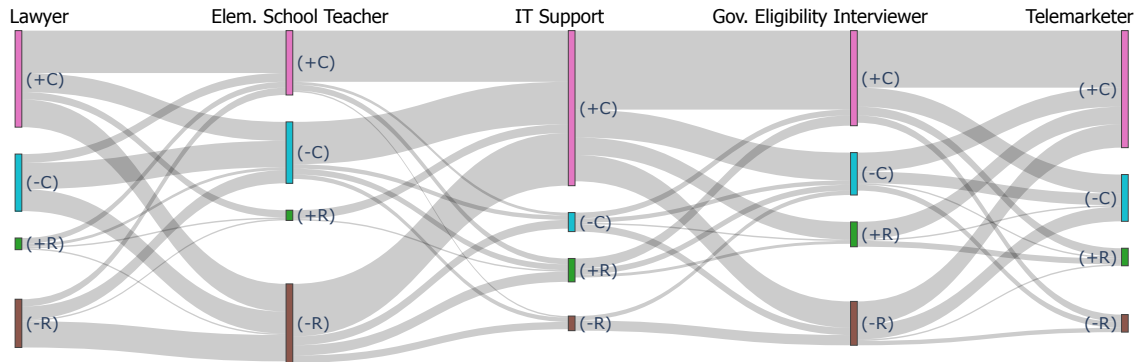 Lawyer Elem. School Teacher IT Support Gov. Eligibility Interviewer Telemarketer
(+C) (+C) (+C) (+C) (+C)
(-C) (-C) (-C) (-C) (-C)
(+R) (+R) (+R) (+R) (+R)
(-R) (-R) (-R) (-R) (-R)